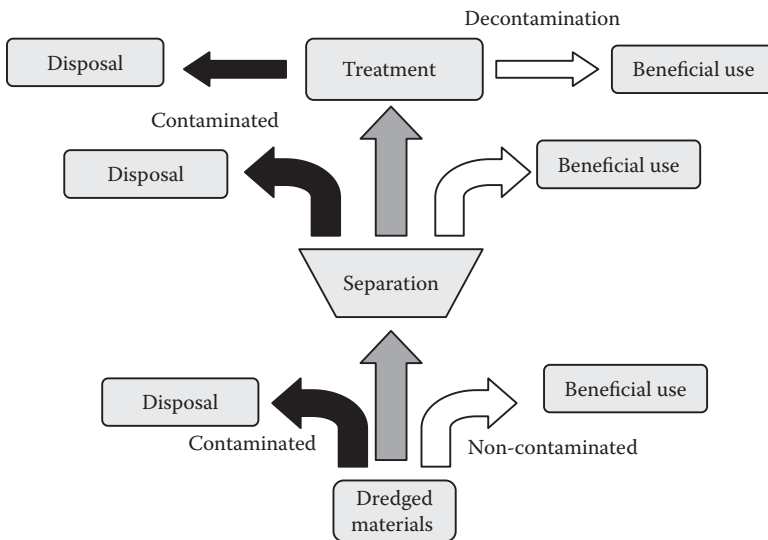 Decontamination
Disposal
Treatment
Beneficial use
Contaminated
Disposal
Beneficial use
Separation
Disposal
Beneficial use
Contaminated
Non-contaminated
Dredged
materials